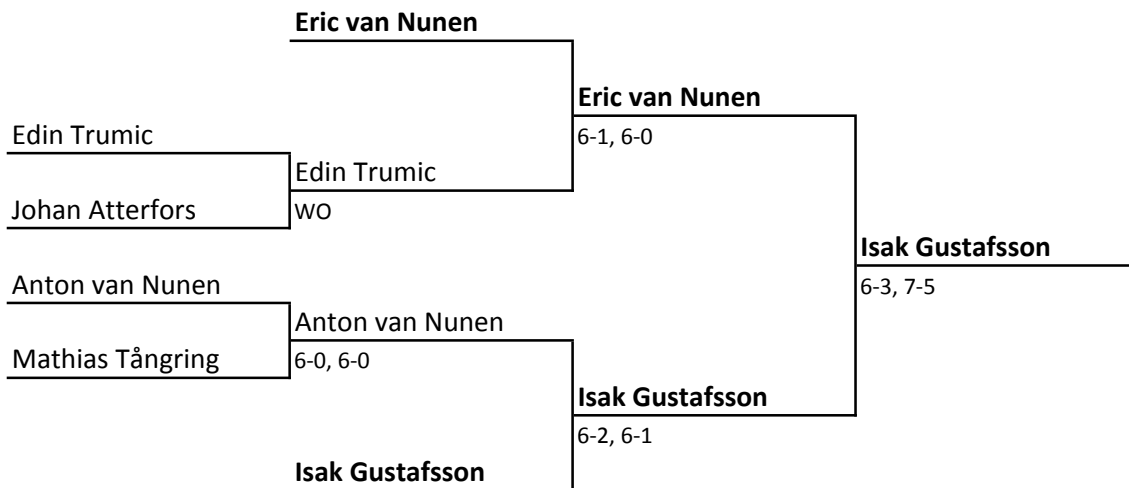 Eric van Nunen
Eric van Nunen
Edin Trumic
6-1, 6-0
Edin Trumic
Johan Atterfors
WO
Isak Gustafsson
Anton van Nunen
6-3, 7-5
Anton van Nunen
Mathias Tångring
6-0, 6-0
Isak Gustafsson
6-2, 6-1
Isak Gustafsson